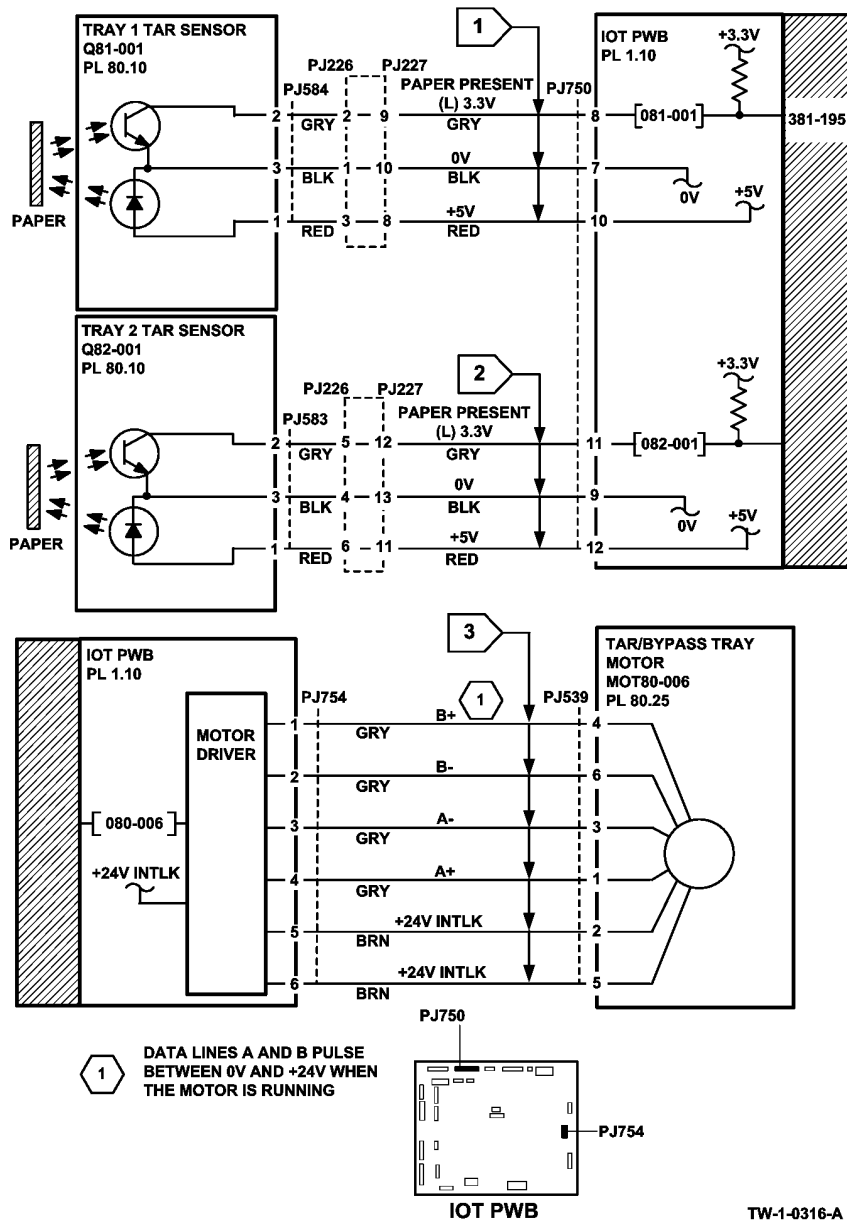 TRAY 1 TAR SENSOR
Q81-001
PL 80.10
1
IOT PWB
PL 1.10
+3.3V
PJ584
PJ226
PJ227
PAPER PRESENT
(L) 3.3V
PJ750
2
GRY
2
9
GRY
8
[081-001]
381-195
3
BLK
1
10
0V
BLK
7
0V
+5V
PAPER
1
RED
3
8
+5V
RED
10
TRAY 2 TAR SENSOR
Q82-001
PL 80.10
2
+3.3V
PJ583
PJ226
PJ227
PAPER PRESENT
(L) 3.3V
2
GRY
5
12
GRY
11
[082-001]
3
BLK
4
13
0V
BLK
9
0V
+5V
PAPER
1
RED
6
11
+5V
RED
12
3
IOT PWB
PL 1.10
TAR/BYPASS TRAY
MOTOR
MOT80-006
PL 80.25
PJ754
1
PJ539
MOTOR
DRIVER
1
B+
GRY
4
2
B-
GRY
6
[080-006]
3
A-
GRY
3
+24V INTLK
4
A+
GRY
1
5
+24V INTLK
BRN
2
6
+24V INTLK
BRN
5
1
DATA LINES A AND B PULSE
BETWEEN 0V AND +24V WHEN
THE MOTOR IS RUNNING
PJ750
PJ754
IOT PWB
TW-1-0316-A